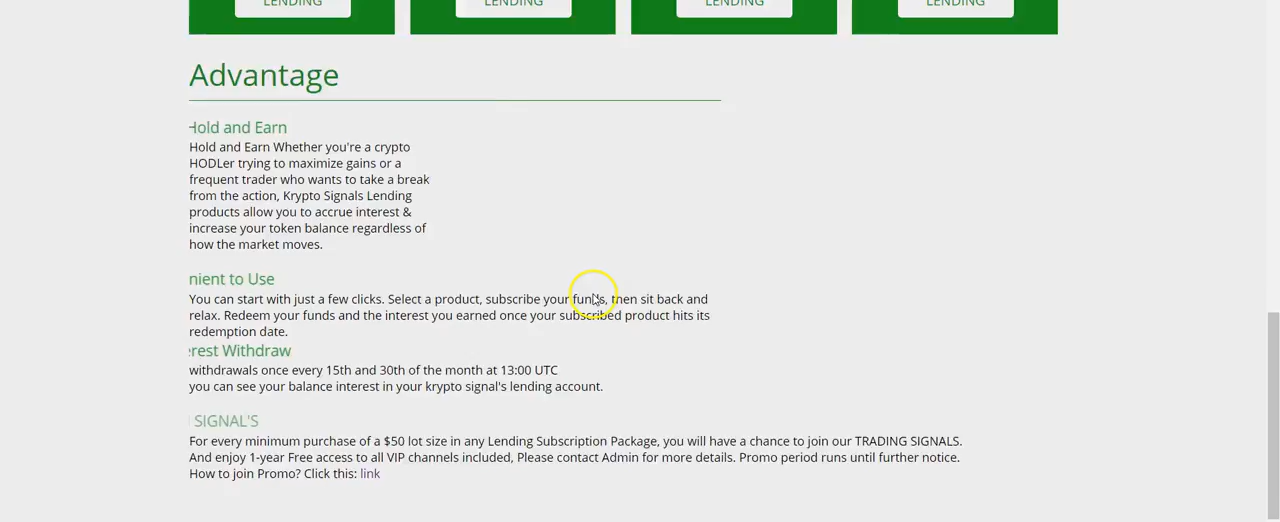 LENDING LENDING LENDING LENDING
Advantage
Hold and Earn
Hold and Earn Whether you're a crypto
HODLer trying to maximize gains or a
frequent trader who wants to take a break
from the action, Krypto Signals Lending
products allow you to accrue interest &
increase your token balance regardless of
how the market moves.
nient to Use
You can start with just a few clicks. Select a product, subscribe your funds, then sit back and
relax. Redeem your funds and the interest you earned once your subscribed product hits its
redemption date.
erest Withdraw
withdrawals once every 15th and 30th of the month at 13:00 UTC
you can see your balance interest in your krypto signal's lending account.
SIGNAL'S
For every minimum purchase of a $50 lot size in any Lending Subscription Package, you will have a chance to join our TRADING SIGNALS.
And enjoy 1-year Free access to all VIP channels included, Please contact Admin for more details. Promo period runs until further notice.
How to join Promo? Click this: link